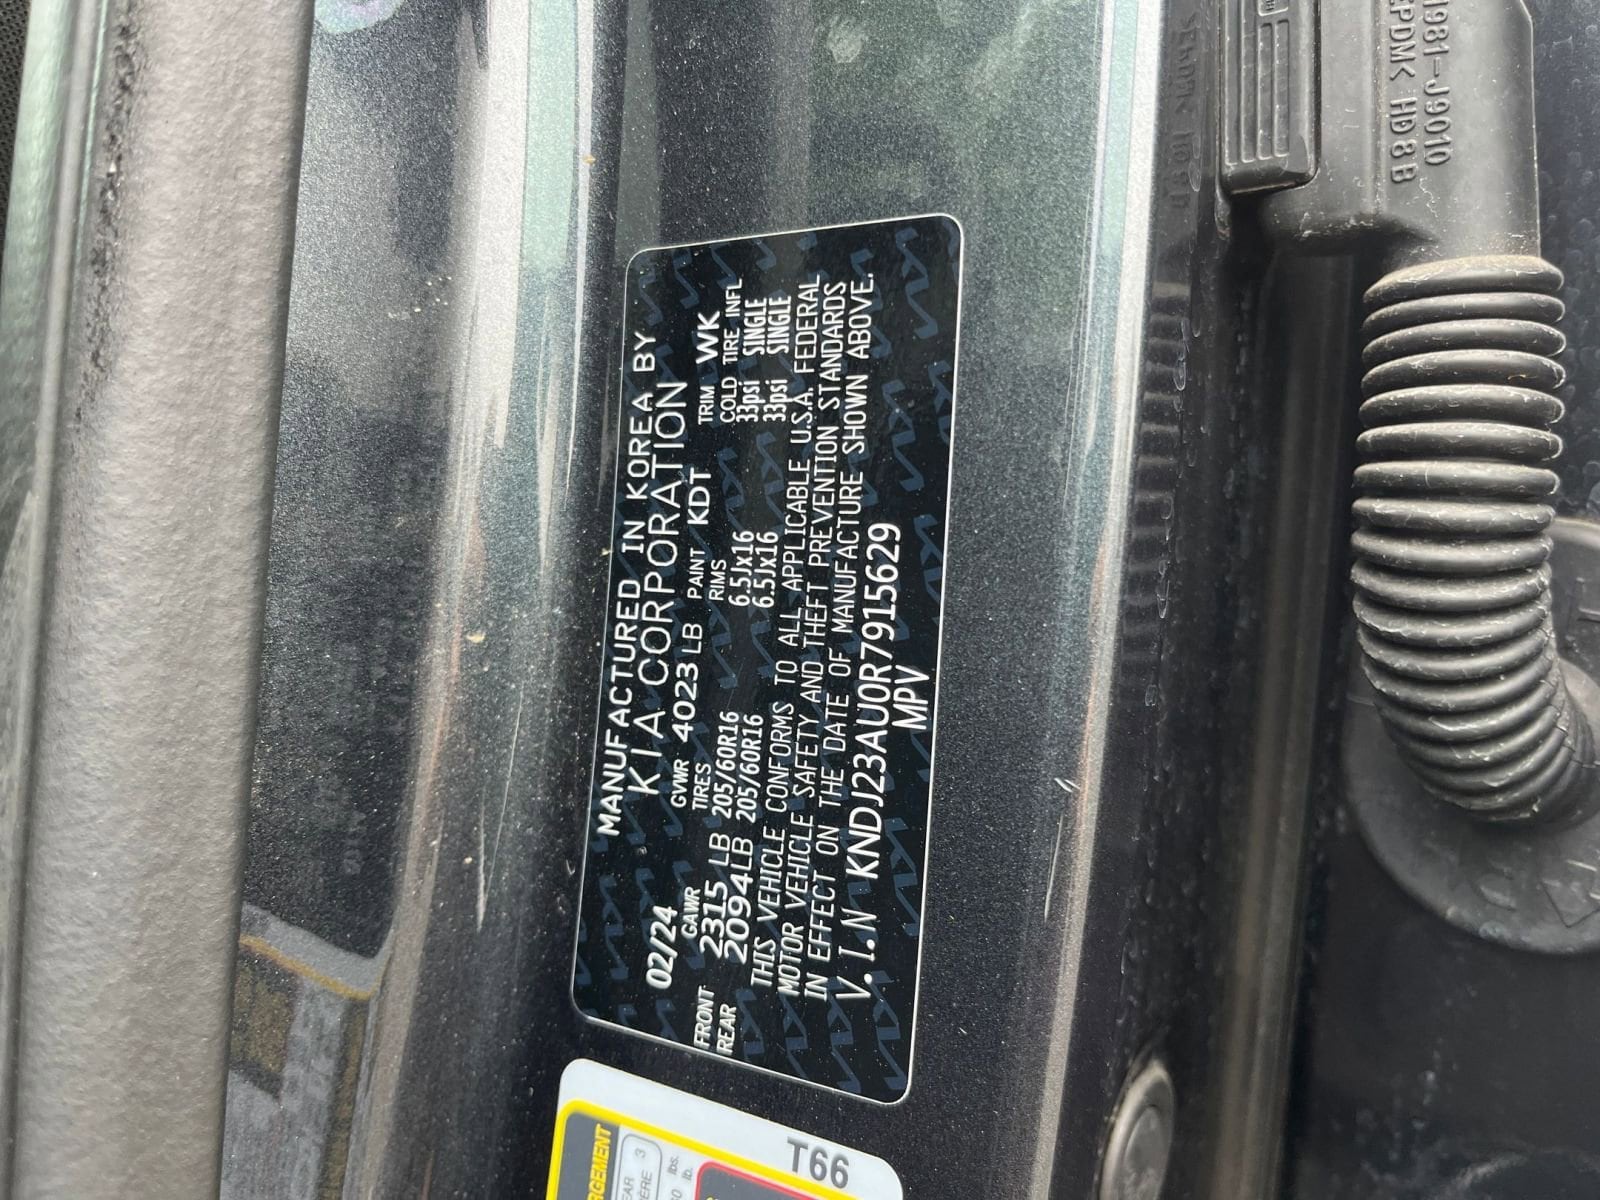 MANUFACTURED IN KOREA BY
KIA CORPORATION
02/24 GVWR 4023 LB PAINT KDT TRIM WK
GAWR TIRES RIMS COLD TIRE INFL
FRONT 2315 LB 205/60R16 6.5Jx16 33psi SINGLE
REAR 2094LB 205/60R16 6.5Jx16 33psi SINGLE
THIS VEHICLE CONFORMS TO ALL APPLICABLE U.S.A. FEDERAL
MOTOR VEHICLE SAFETY AND THEFT PREVENTION STANDARDS
IN EFFECT ON THE DATE OF MANUFACTURE SHOWN ABOVE.
V.I.N KNDJ23AU0R7915629
MPV
T66
1981-J9010
HD8B